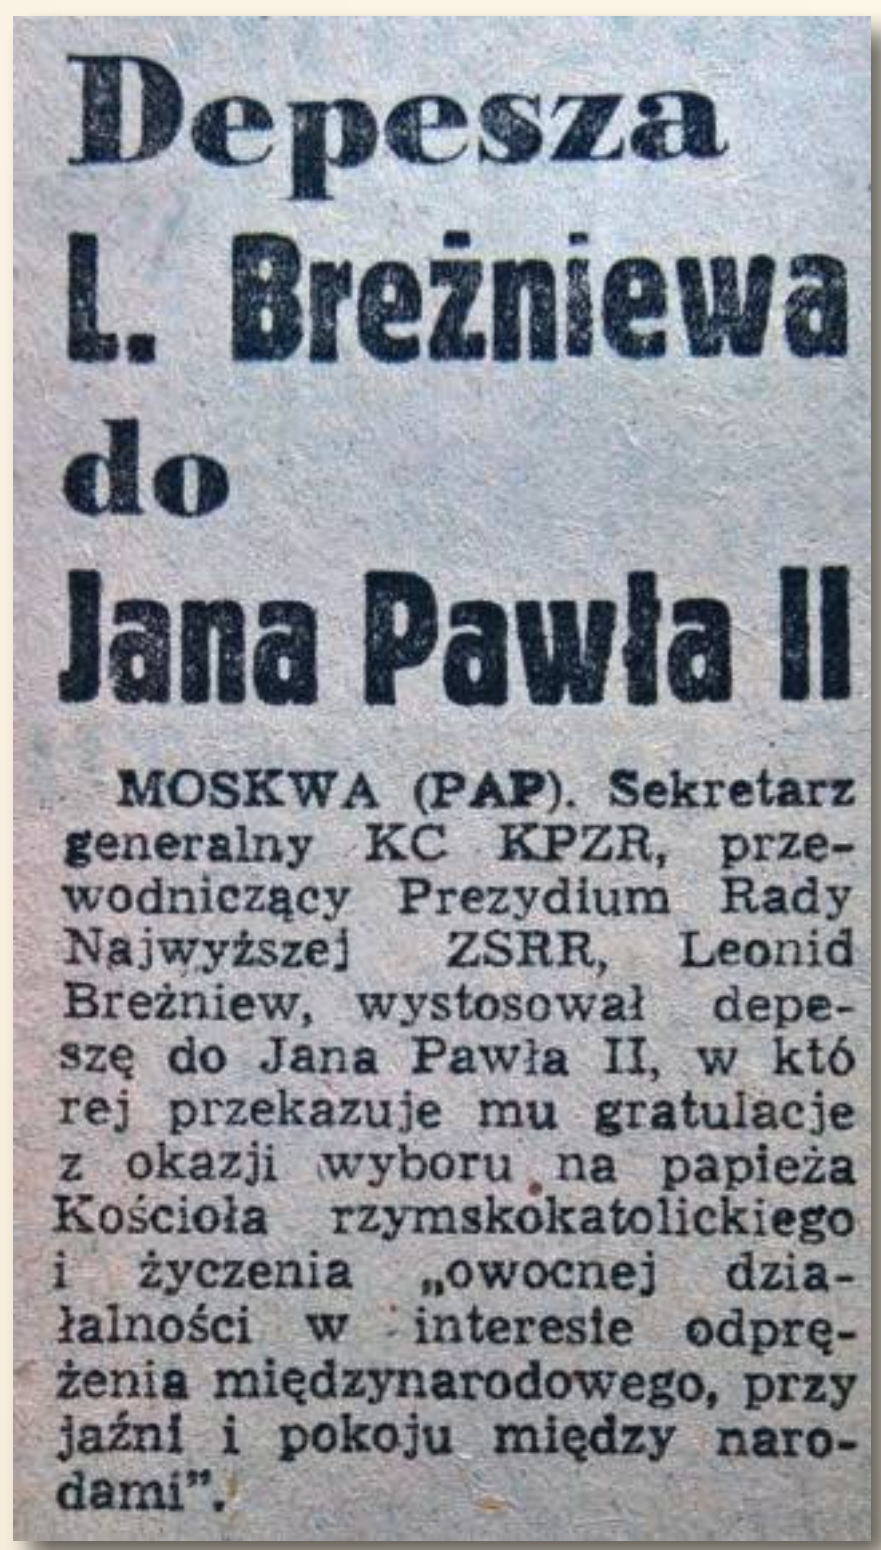 Depesza
L. Breżniewa
do
Jana Pawła II
MOSKWA (PAP). Sekretarz
generalny KC KPZR, prze-
wodniczący Prezydium Rady
Najwyższej ZSRR, Leonid
Breżniew, wystosował depe-
szę do Jana Pawła II, w któ
rej przekazuje mu gratulacje
z okazji wyboru na papieża
Kościoła rzymskokatolickiego
i życzenia „owocnej dzia-
łalności w interesie odprę-
żenia międzynarodowego, przy
jaźni i pokoju między naro-
dami”.